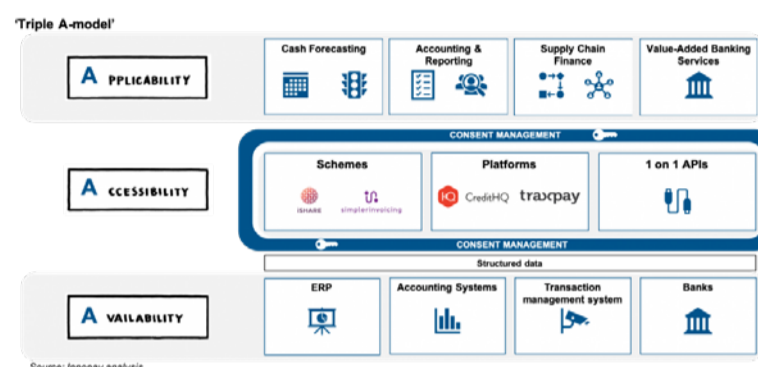 'Triple A-model'
A PPLICABILITY
Cash Forecasting
Accounting &
Reporting
Supply Chain
Finance
Value-Added Banking
Services
CONSENT MANAGEMENT
A CCESSIBILITY
Schemes
iSHARE
simplerinvoicing
Platforms
CreditHQ
traxpay
1 on 1 APIs
CONSENT MANAGEMENT
Structured data
A VAILABILITY
ERP
Accounting Systems
Transaction
management system
Banks